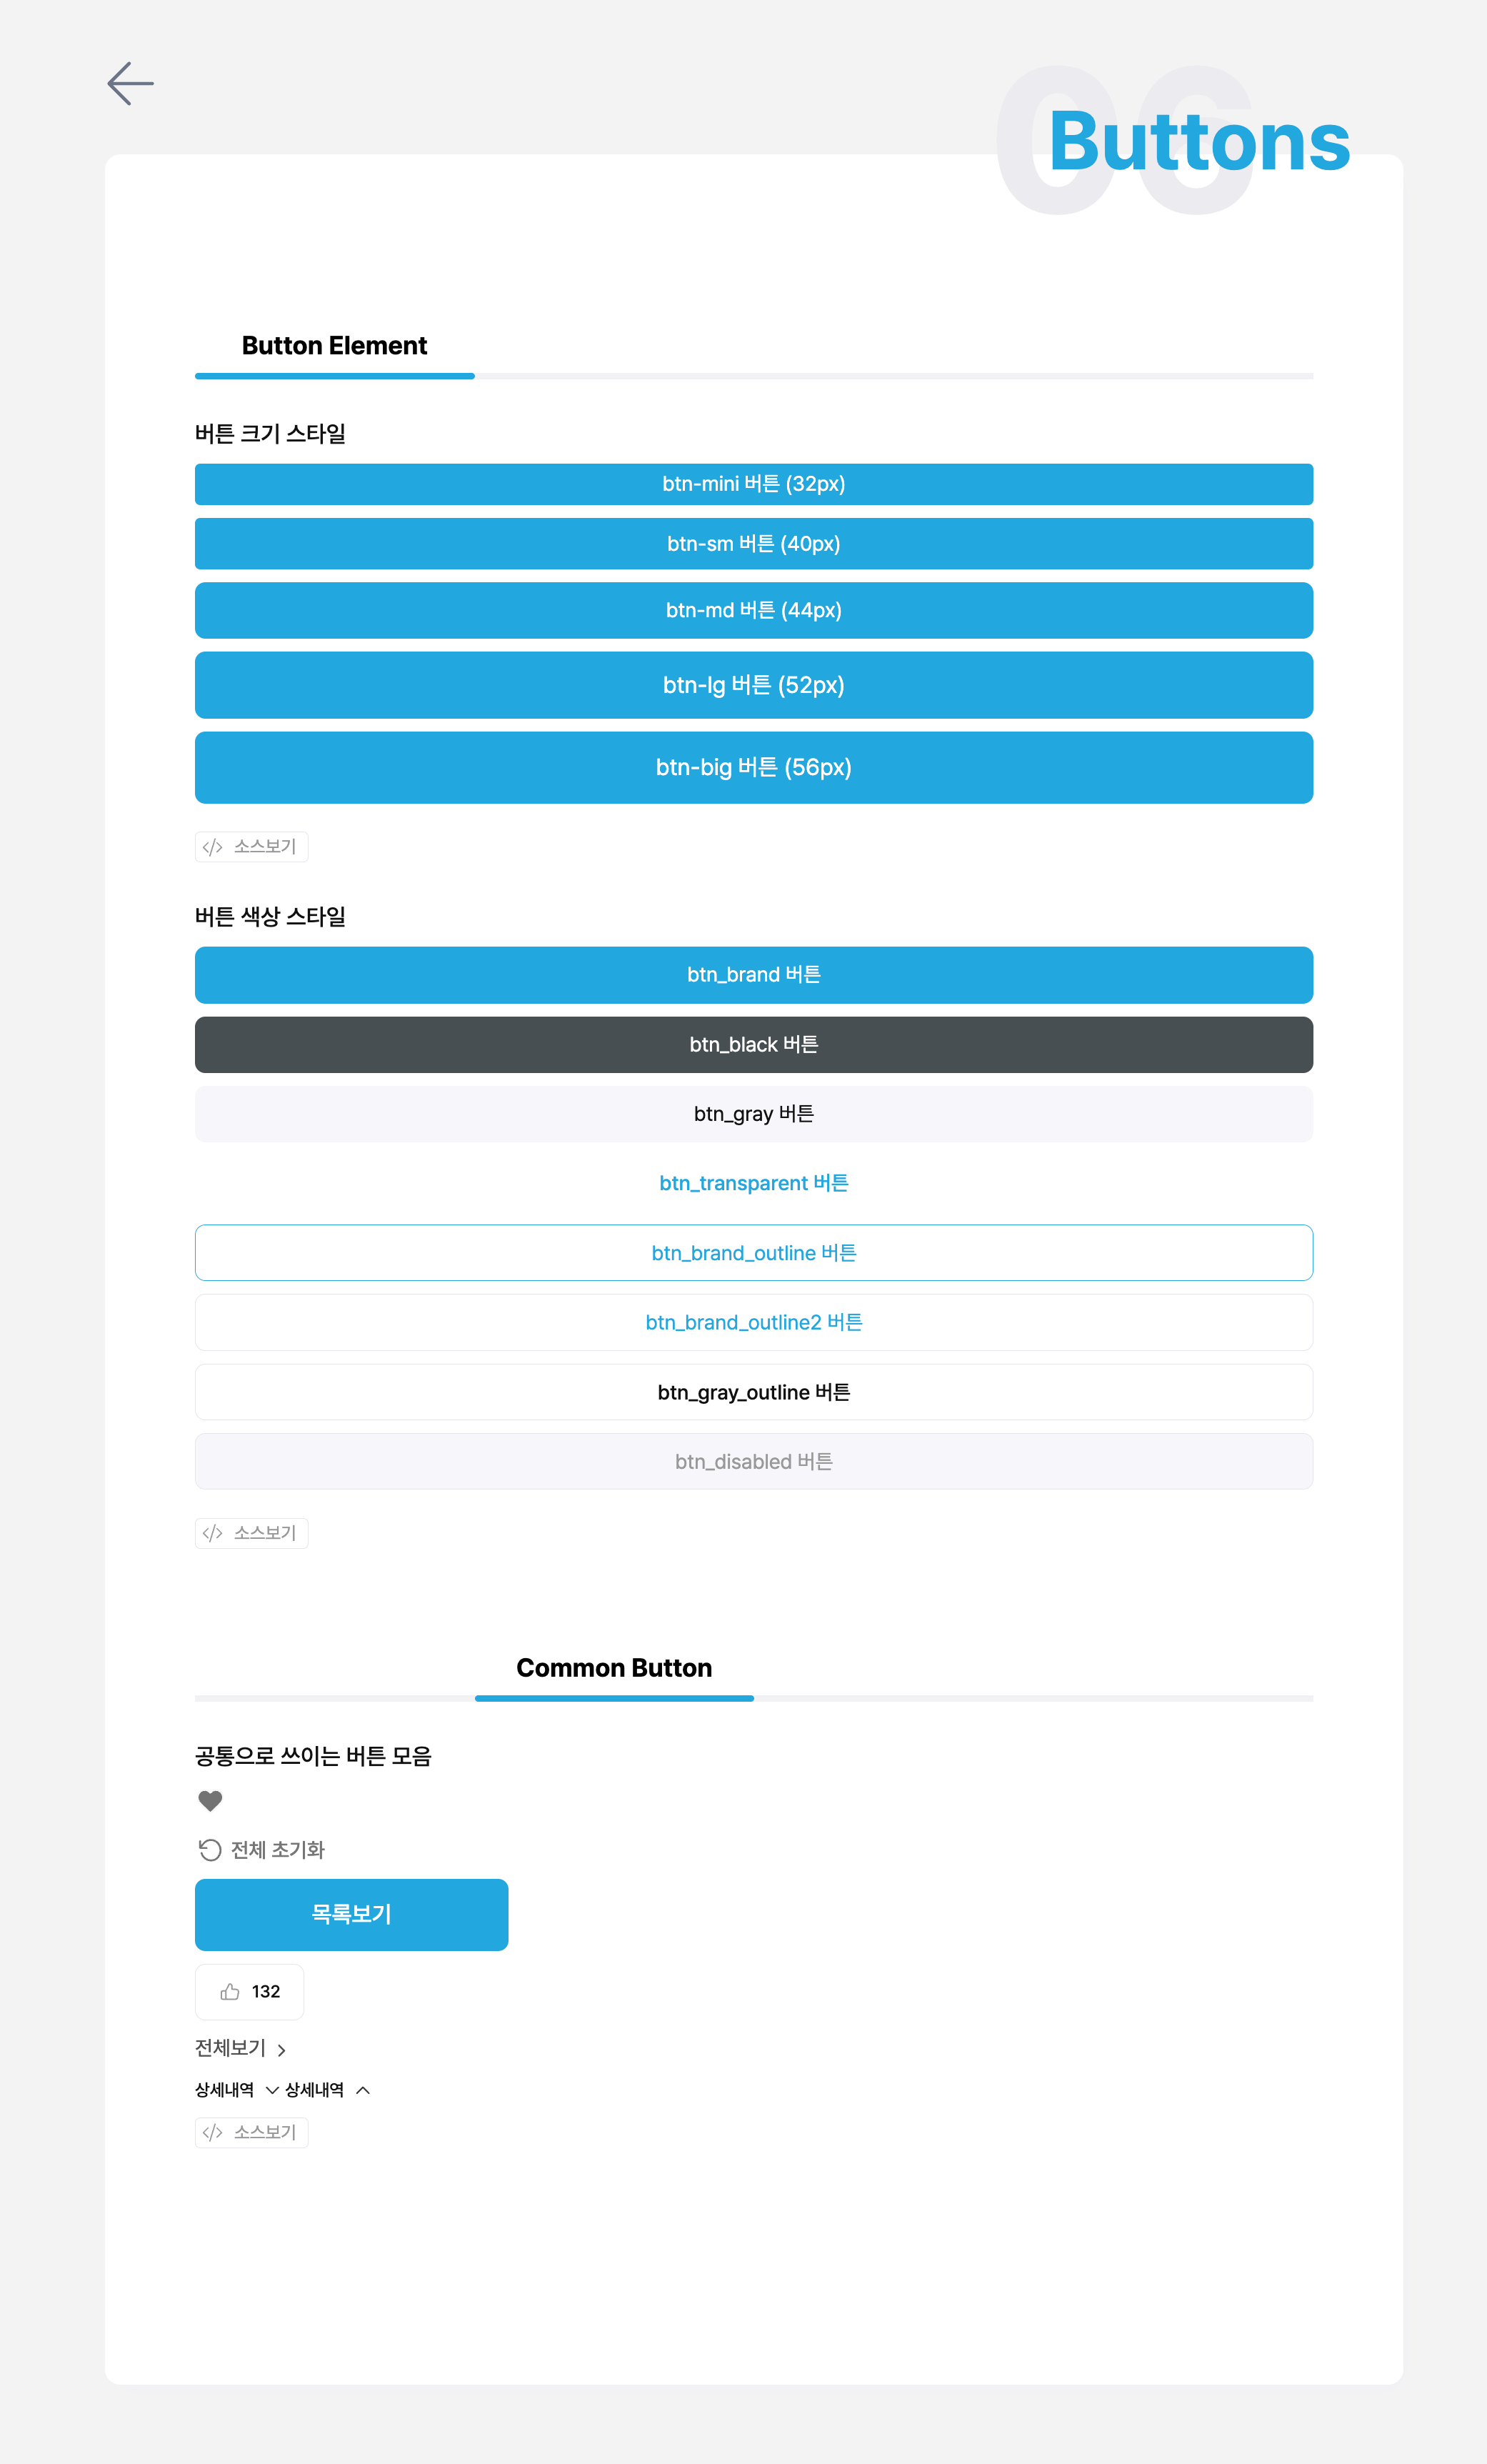 06
Buttons
Button Element
버튼 크기 스타일
btn-mini 버튼 (32px)
btn-sm 버튼 (40px)
btn-md 버튼 (44px)
btn-lg 버튼 (52px)
btn-big 버튼 (56px)
</> 소스보기
버튼 색상 스타일
btn_brand 버튼
btn_black 버튼
btn_gray 버튼
btn_transparent 버튼
btn_brand_outline 버튼
btn_brand_outline2 버튼
btn_gray_outline 버튼
btn_disabled 버튼
</> 소스보기
Common Button
공통으로 쓰이는 버튼 모음
전체 초기화
목록보기
132
전체보기
상세내역 상세내역
</> 소스보기